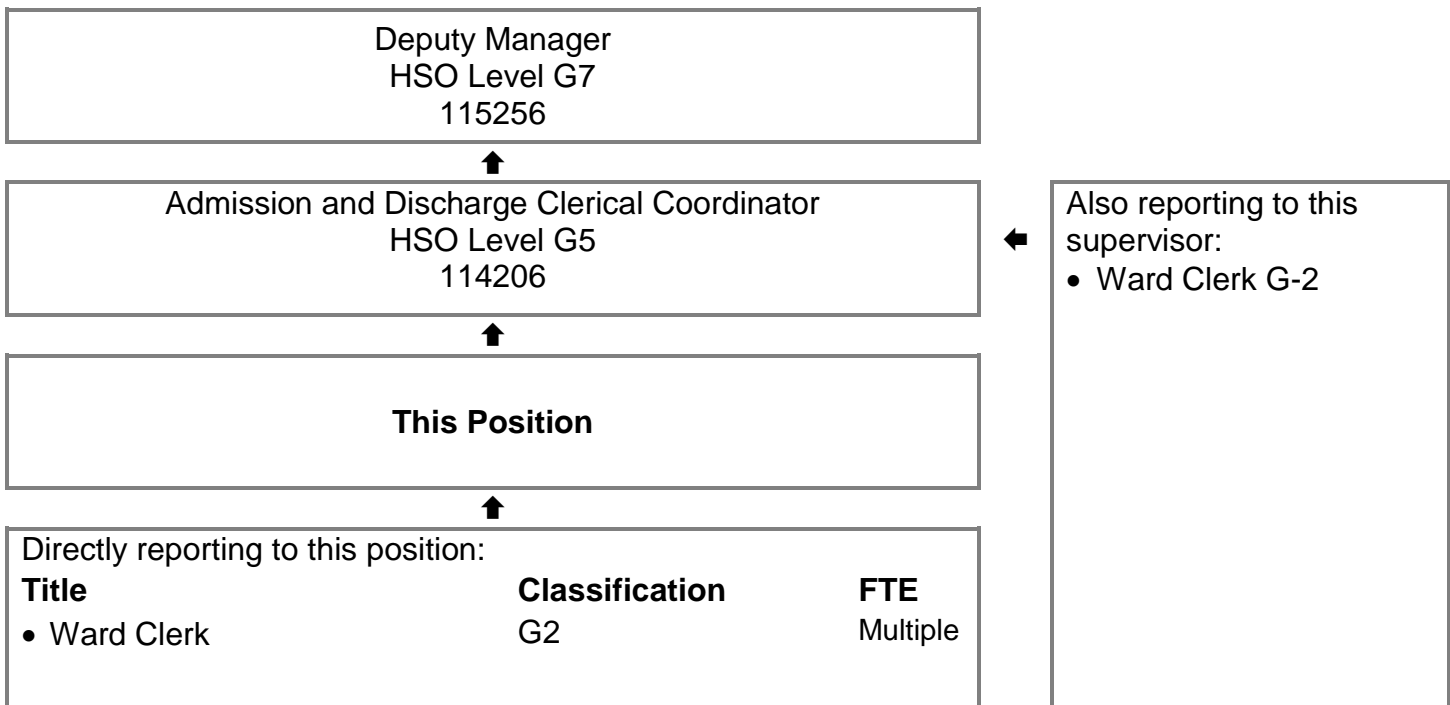 Deputy Manager
HSO Level G7
115256
Admission and Discharge Clerical Coordinator
HSO Level G5
114206
Also reporting to this
supervisor:
• Ward Clerk G-2
This Position
Directly reporting to this position:
Title Classification FTE
• Ward Clerk G2 Multiple